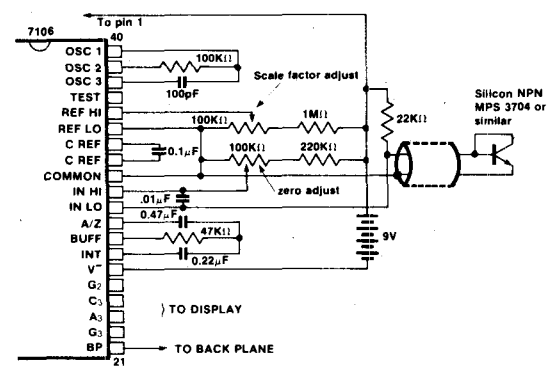 To pin 1
7106
40
OSC 1
OSC 2
OSC 3
TEST
REF HI
REF LO
C REF
C REF
COMMON
IN HI
IN LO
A/Z
BUFF
INT
V⁻
G2
C3
A3
G3
BP
21
100KΩ
100pF
Scale factor adjust
100KΩ
1MΩ
0.1μF
100KΩ
220KΩ
zero adjust
.01μF
0.47μF
47KΩ
0.22μF
22KΩ
9V
Silicon NPN
MPS 3704 or
similar
} TO DISPLAY
TO BACK PLANE